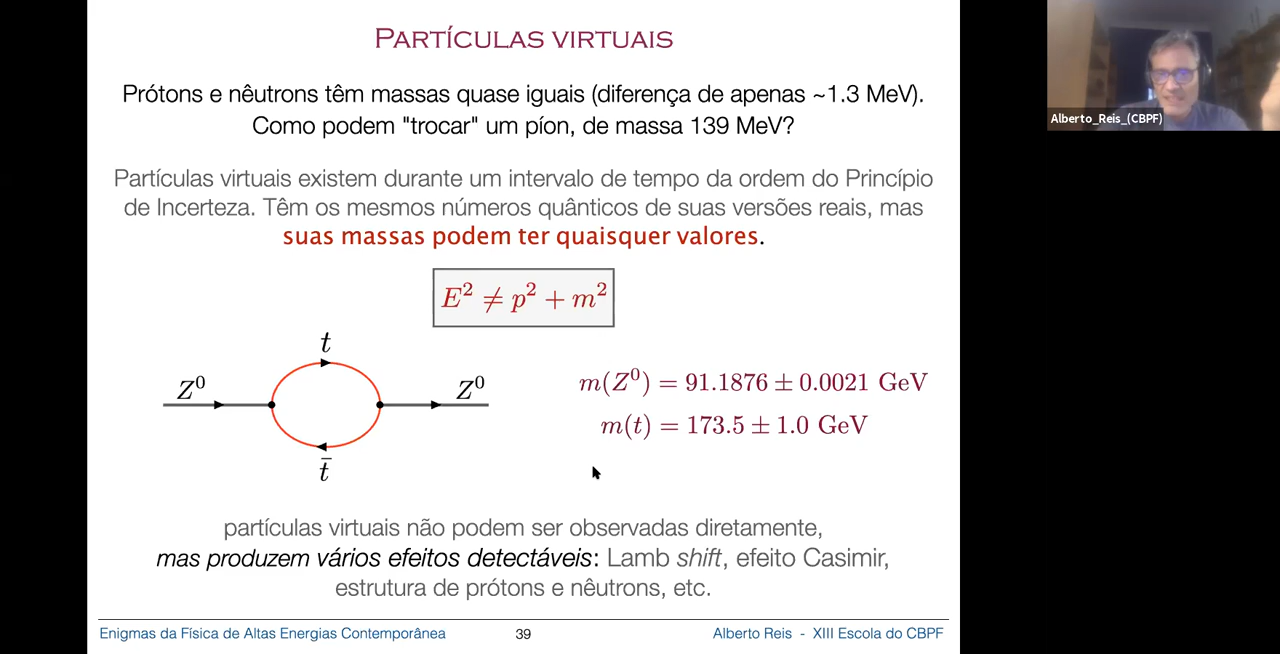 PARTÍCULAS VIRTUAIS
Prótons e nêutrons têm massas quase iguais (diferença de apenas ~1.3 MeV).
Como podem "trocar" um píon, de massa 139 MeV?
Partículas virtuais existem durante um intervalo de tempo da ordem do Princípio
de Incerteza. Têm os mesmos números quânticos de suas versões reais, mas
suas massas podem ter quaisquer valores.
E² ≠ p² + m²
t
Z⁰ Z⁰
t̄
m(Z⁰) = 91.1876 ± 0.0021 GeV
m(t) = 173.5 ± 1.0 GeV
partículas virtuais não podem ser observadas diretamente,
mas produzem vários efeitos detectáveis: Lamb shift, efeito Casimir,
estrutura de prótons e nêutrons, etc.
Enigmas da Física de Altas Energias Contemporânea 39 Alberto Reis - XIII Escola do CBPF
Alberto_Reis_(CBPF)